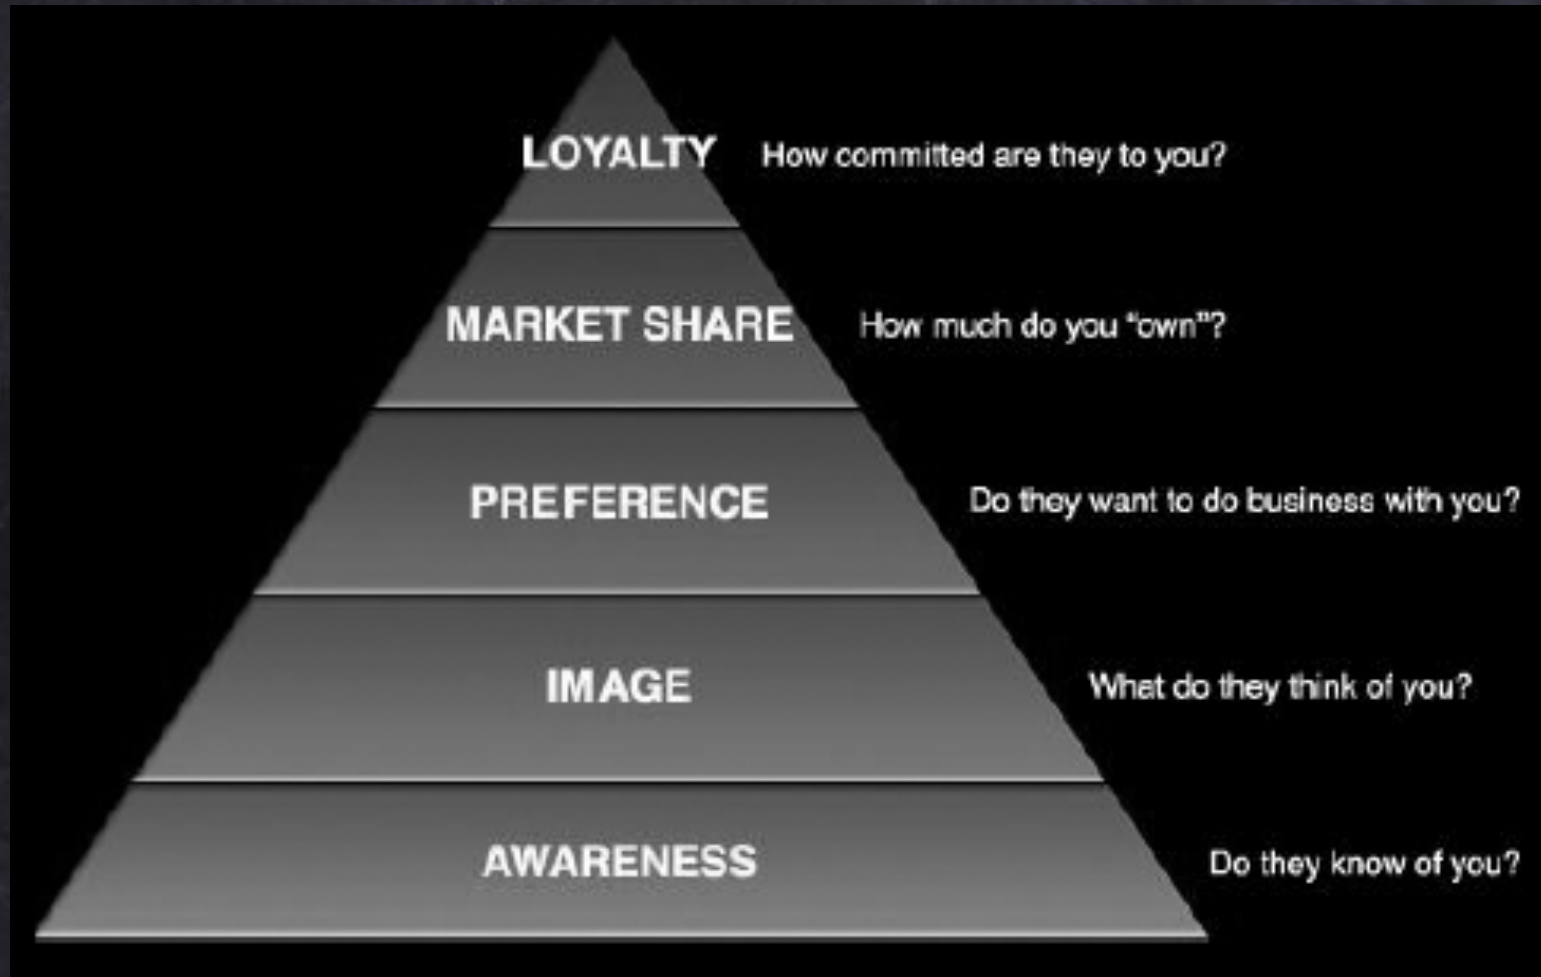 LOYALTY How committed are they to you?
MARKET SHARE How much do you “own”?
PREFERENCE Do they want to do business with you?
IMAGE What do they think of you?
AWARENESS Do they know of you?